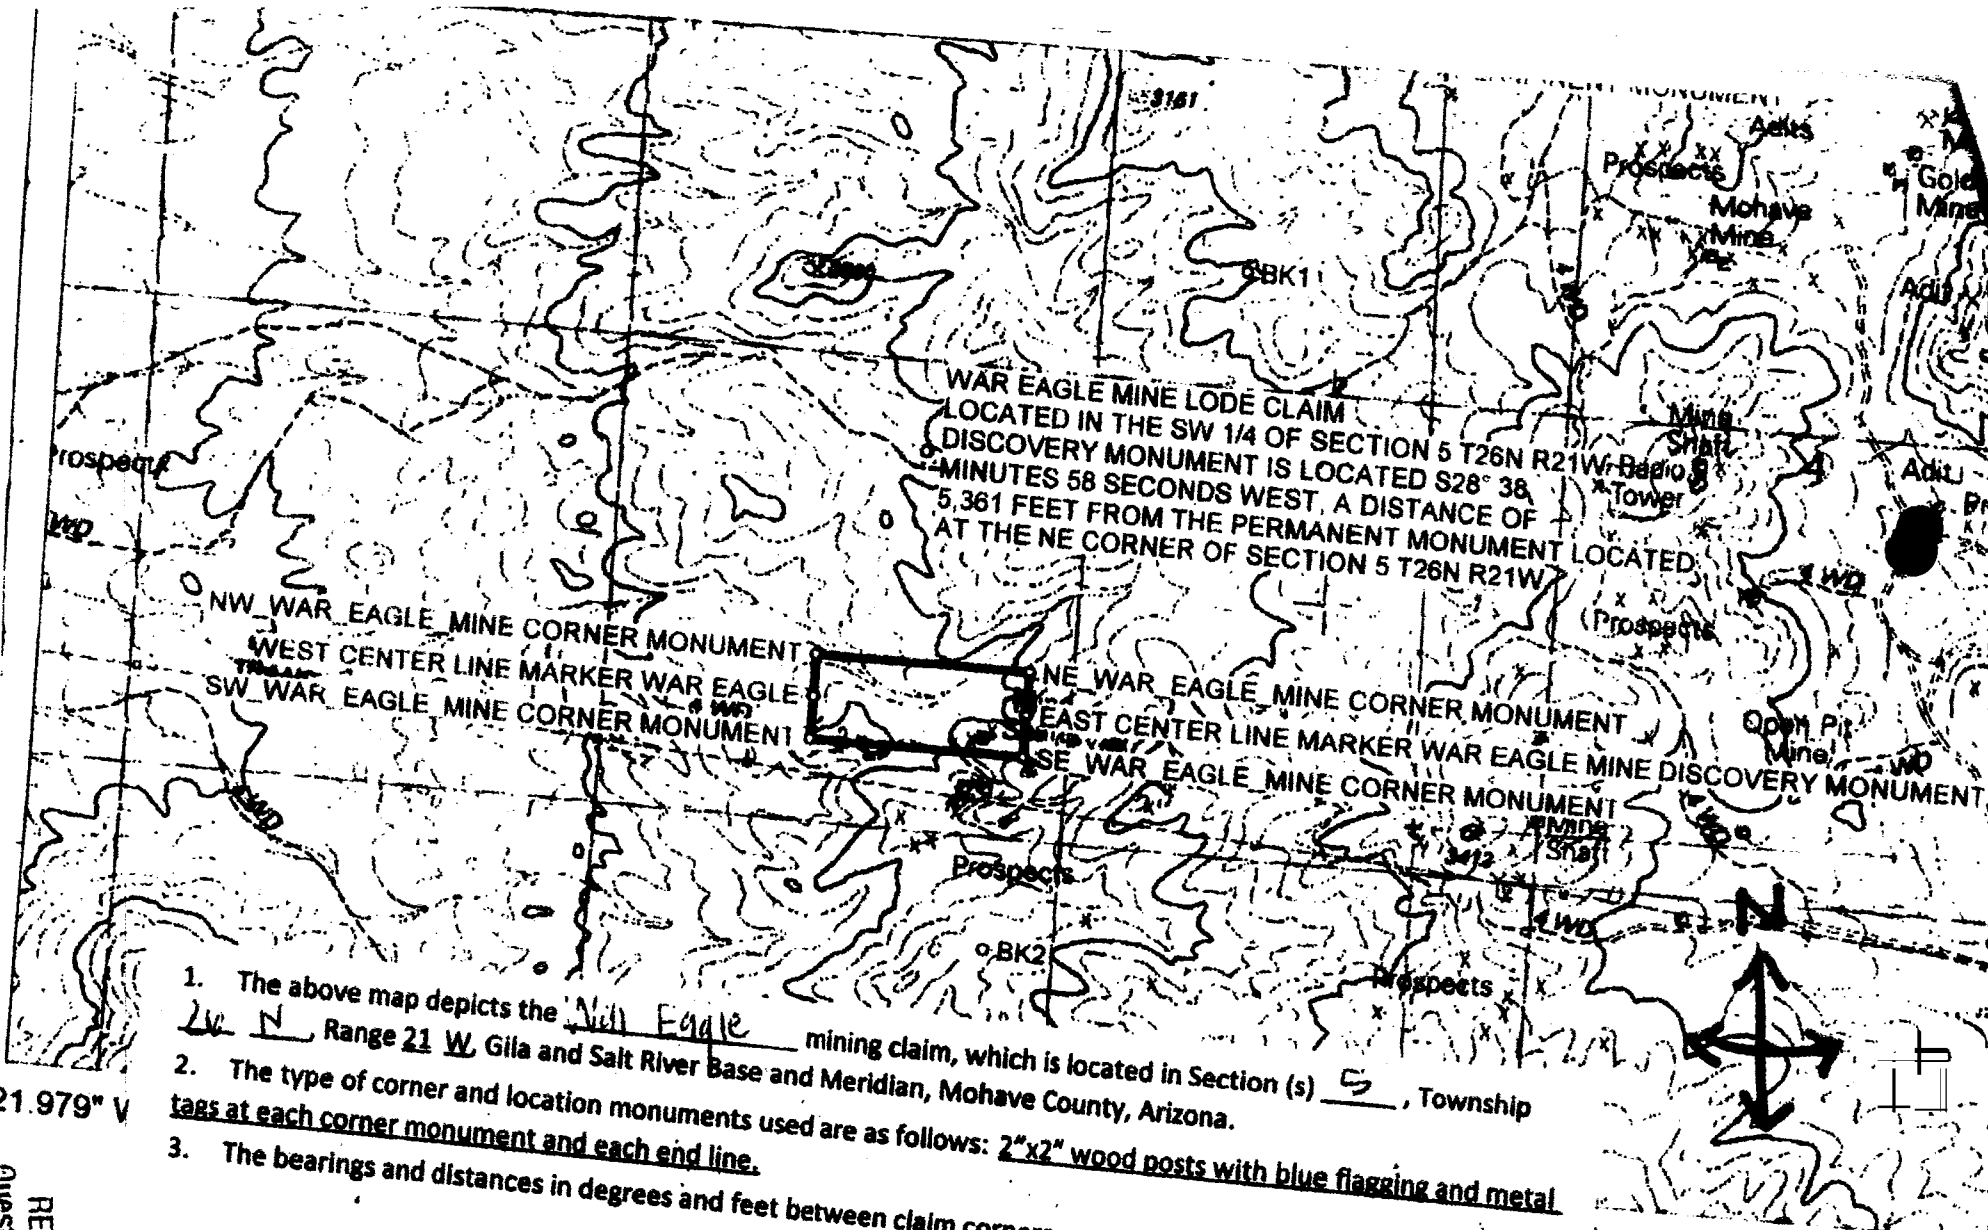 3161
MONUMENT
Adits
Prospects
Gold
Mine
Mohave
Mine
BK1
Adit
WAR EAGLE MINE LODE CLAIM
LOCATED IN THE SW 1/4 OF SECTION 5 T26N R21W
DISCOVERY MONUMENT IS LOCATED S28° 38
MINUTES 58 SECONDS WEST, A DISTANCE OF
5,361 FEET FROM THE PERMANENT MONUMENT LOCATED
AT THE NE CORNER OF SECTION 5 T26N R21W
Mine
Shaft
Radio
Tower
4
Adit
Prospect
WD
4 WD
Prospects
NW_WAR_EAGLE_MINE CORNER MONUMENT
WEST CENTER LINE MARKER WAR EAGLE
SW_WAR_EAGLE_MINE CORNER MONUMENT
4 WD
NE_WAR_EAGLE_MINE CORNER MONUMENT
EAST CENTER LINE MARKER WAR EAGLE MINE DISCOVERY MONUMENT
SE_WAR_EAGLE_MINE CORNER MONUMENT
Open Pit
Mine
WD
4 WD
Mine
Shaft
3412
Prospects
4 WD
N
BK2
Prospects
1. The above map depicts the Eagle mining claim, which is located in Section (s) 5, Township
N, Range 21 W, Gila and Salt River Base and Meridian, Mohave County, Arizona.
2. The type of corner and location monuments used are as follows: 2"x2" wood posts with blue flagging and metal
tags at each corner monument and each end line.
3. The bearings and distances in degrees and feet between claim
21.979" V
RE
Ques